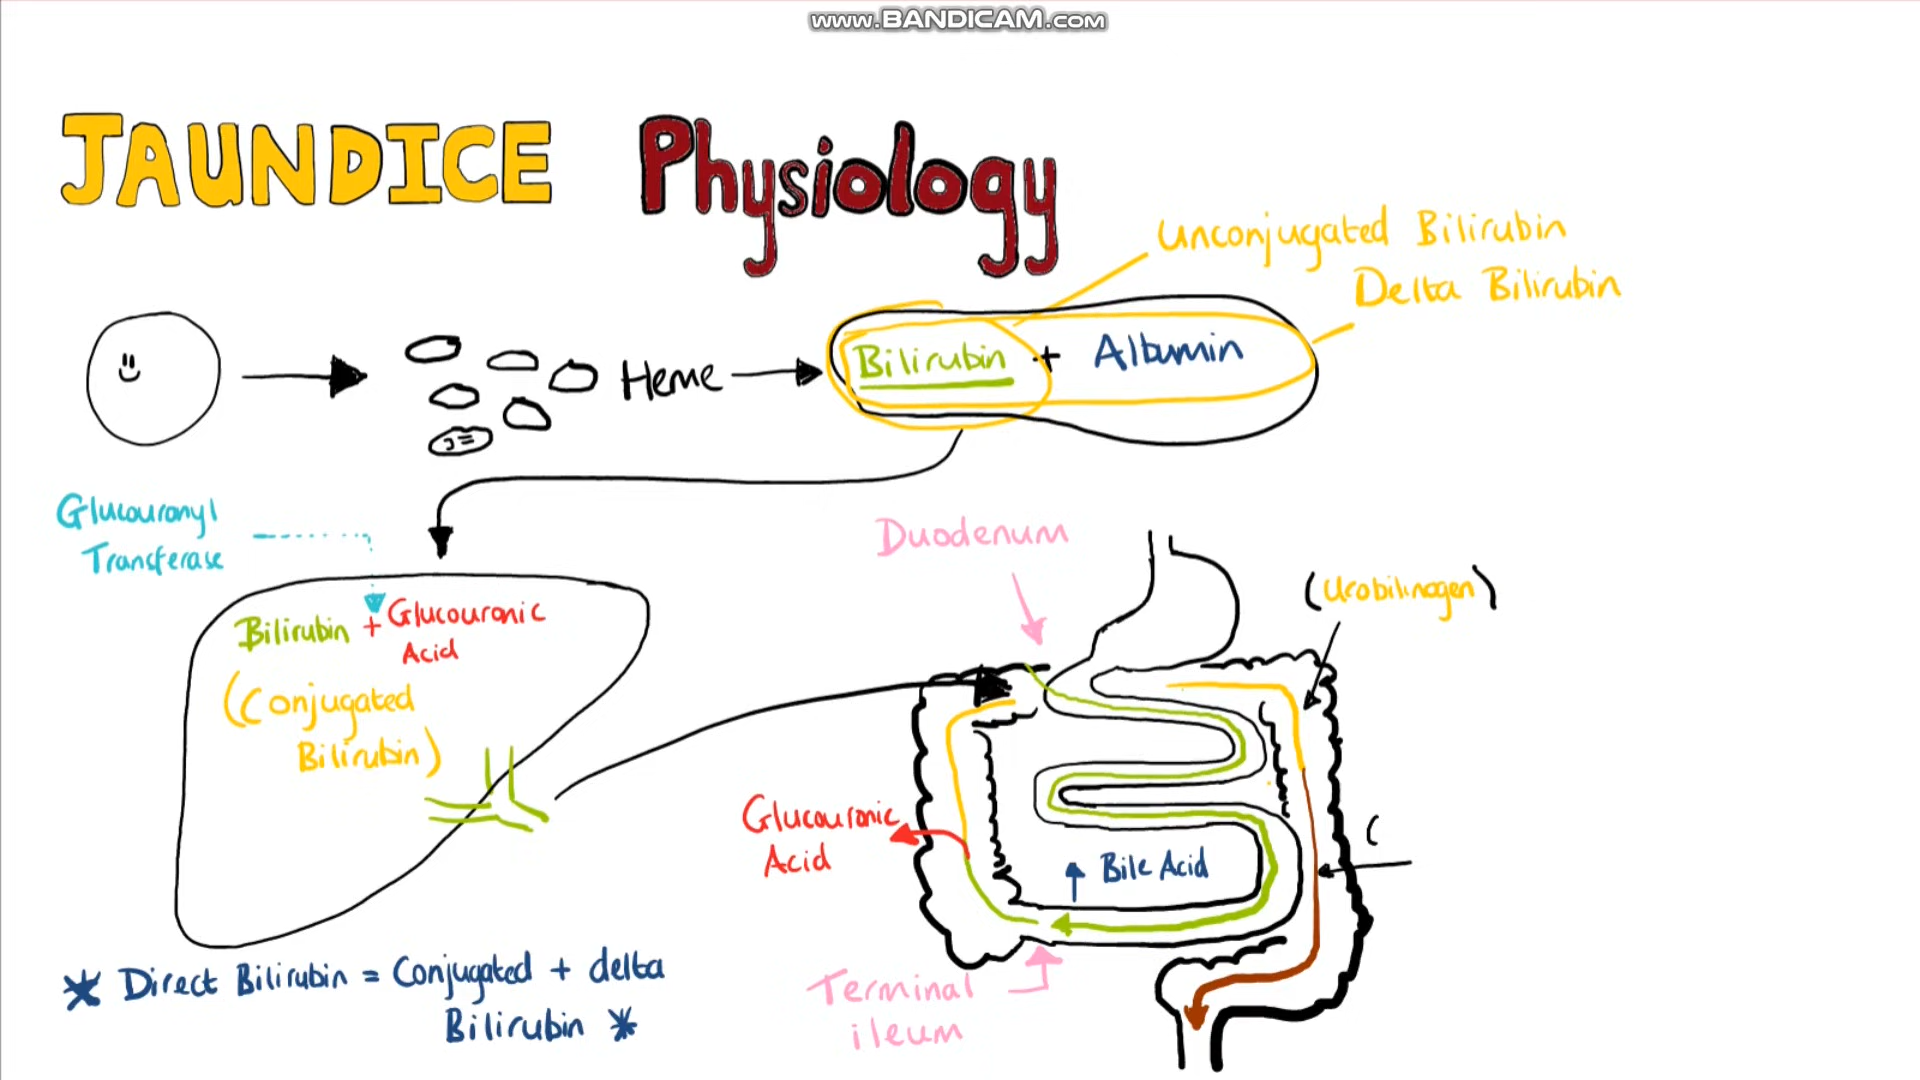 www.BANDICAM.com
JAUNDICE Physiology
Unconjugated Bilirubin
Delta Bilirubin
Heme
Bilirubin + Albumin
Glucouronyl
Transferase
Bilirubin + Glucouronic
Acid
(Conjugated
Bilirubin)
Duodenum
(Urobilinogen)
Glucouronic
Acid
↑ Bile Acid
(
Terminal
ileum
* Direct Bilirubin = Conjugated + delta
Bilirubin *